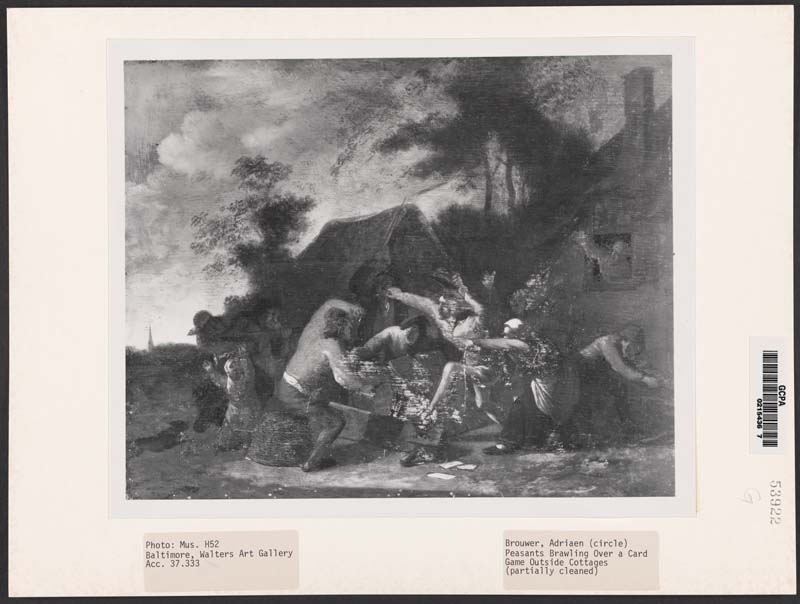 Photo: Mus. H52
Baltimore, Walters Art Gallery
Acc. 37.333
Brouwer, Adriaen (circle)
Peasants Brawling Over a Card
Game Outside Cottages
(partially cleaned)
GCPA
0215436 7
53922
G